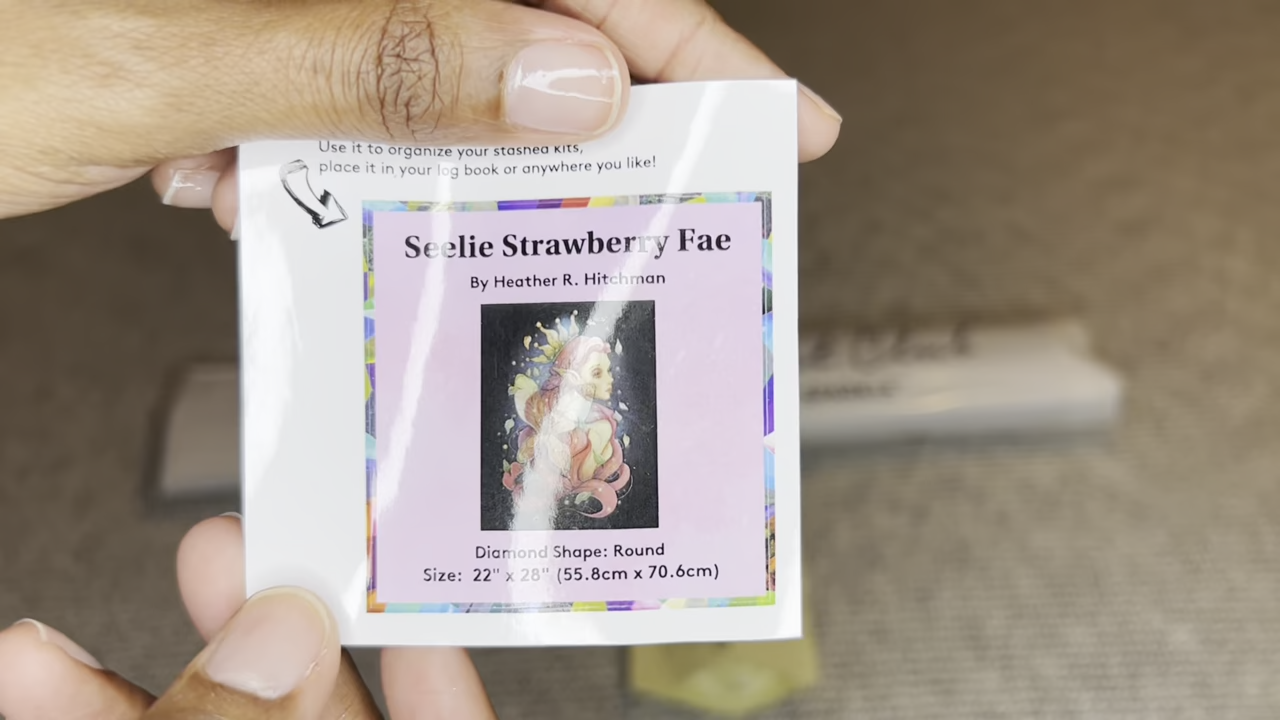 Use it to organize your stashed kits,
place it in your log book or anywhere you like!
Seelie Strawberry Fae
By Heather R. Hitchman
Diamond Shape: Round
Size: 22" x 28" (55.8cm x 70.6cm)